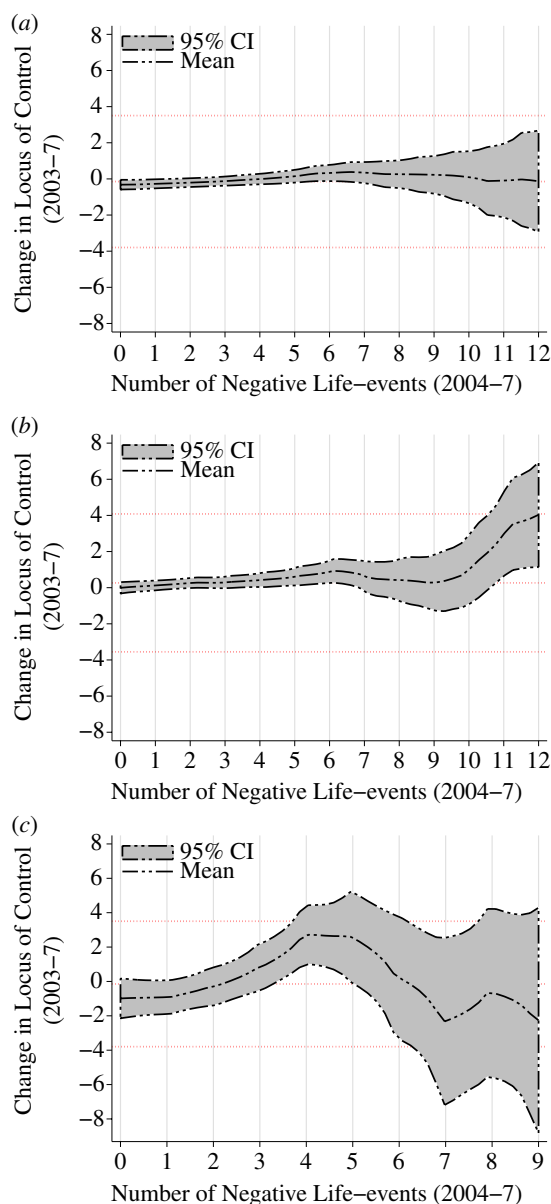 (a)
8
6
4
2
0
−2
−4
−6
−8
95% CI
Mean
Change in Locus of Control
(2003−7)
0 1 2 3 4 5 6 7 8 9 10 11 12
Number of Negative Life−events (2004−7)
(b)
8
6
4
2
0
−2
−4
−6
−8
95% CI
Mean
Change in Locus of Control
(2003−7)
0 1 2 3 4 5 6 7 8 9 10 11 12
Number of Negative Life−events (2004−7)
(c)
8
6
4
2
0
−2
−4
−6
−8
95% CI
Mean
Change in Locus of Control
(2003−7)
0 1 2 3 4 5 6 7 8 9
Number of Negative Life−events (2004−7)